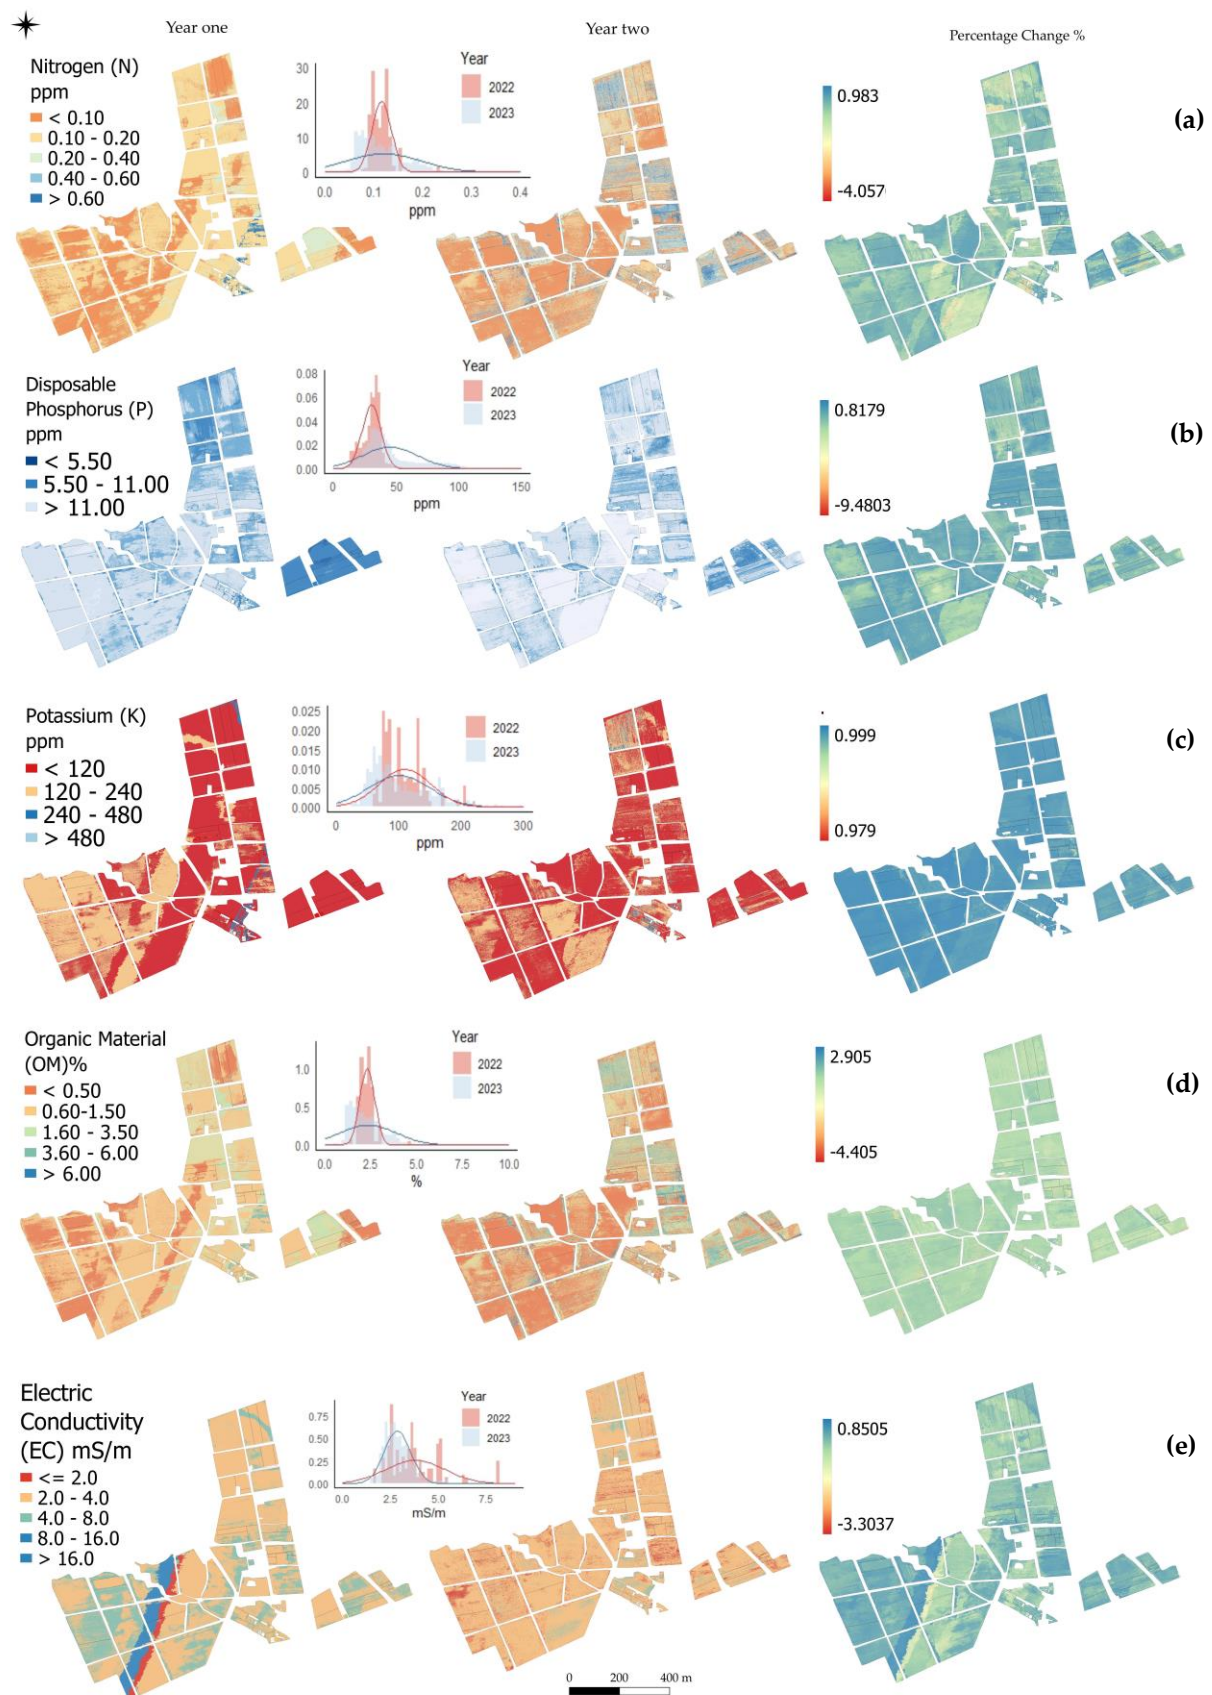 Year one
Year two
Percentage Change %
Nitrogen (N)
ppm
< 0.10
0.10 - 0.20
0.20 - 0.40
0.40 - 0.60
> 0.60
30
20
10
0
0.0 0.1 0.2 0.3 0.4
ppm
Year
2022
2023
0.983
-4.057
(a)
Disposable
Phosphorus (P)
ppm
< 5.50
5.50 - 11.00
> 11.00
0.08
0.06
0.04
0.02
0.00
0 50 100 150
ppm
Year
2022
2023
0.8179
-9.4803
(b)
Potassium (K)
ppm
< 120
120 - 240
240 - 480
> 480
0.025
0.020
0.015
0.010
0.005
0.000
0 100 200 300
ppm
2022
2023
0.999
0.979
(c)
Organic Material
(OM)%
< 0.50
0.60-1.50
1.60 - 3.50
3.60 - 6.00
> 6.00
1.0
0.5
0.0
0.0 2.5 5.0 7.5 10.0
%
Year
2022
2023
2.905
-4.405
(d)
Electric
Conductivity
(EC) mS/m
<= 2.0
2.0 - 4.0
4.0 - 8.0
8.0 - 16.0
> 16.0
0.75
0.50
0.25
0.00
0.0 2.5 5.0 7.5
mS/m
Year
2022
2023
0.8505
-3.3037
(e)
0 200 400 m